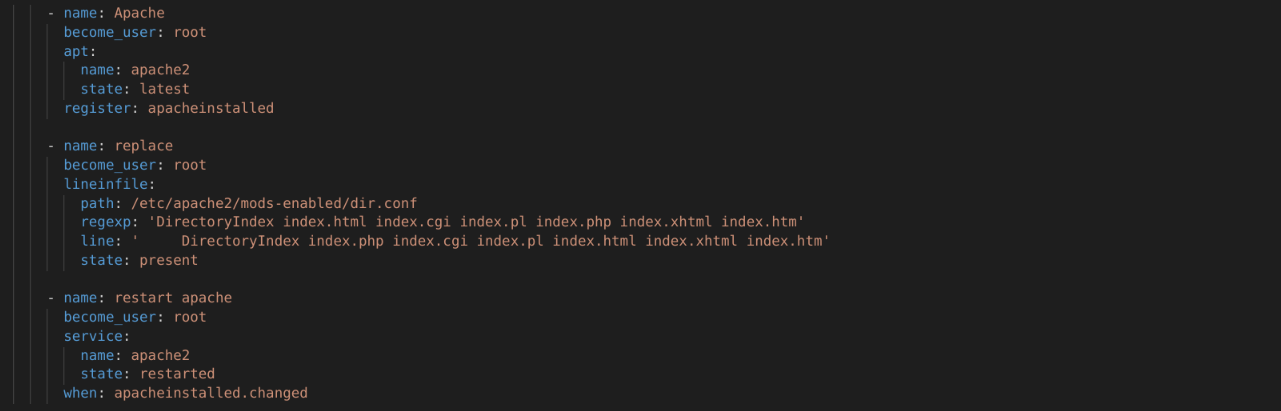 - name: Apache
  become_user: root
  apt:
    name: apache2
    state: latest
  register: apacheinstalled

- name: replace
  become_user: root
  lineinfile:
    path: /etc/apache2/mods-enabled/dir.conf
    regexp: 'DirectoryIndex index.html index.cgi index.pl index.php index.xhtml index.htm'
    line: '     DirectoryIndex index.php index.cgi index.pl index.html index.xhtml index.htm'
    state: present

- name: restart apache
  become_user: root
  service:
    name: apache2
    state: restarted
  when: apacheinstalled.changed